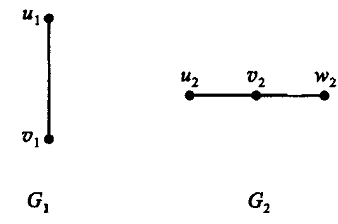 u₁
u₂ v₂ w₂
v₁
G₁ G₂